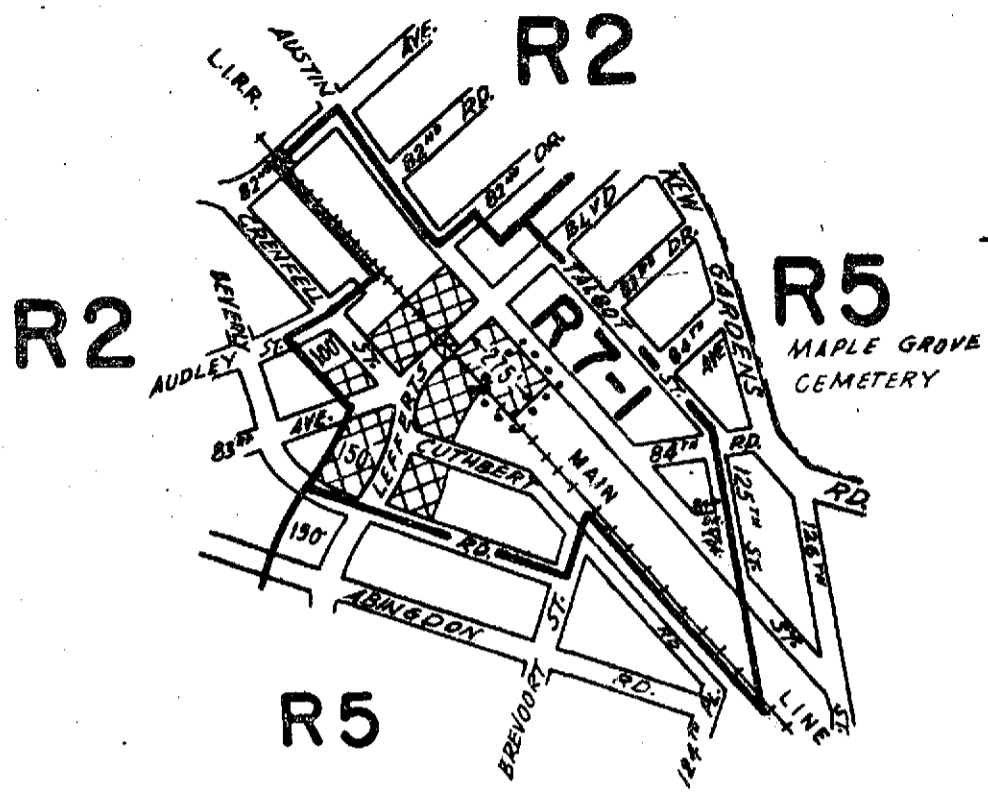 R2
AUSTIN
AVE.
L.I.R.R.
82ND RD.
82ND DR.
82ND
GRENFELL
BLVD
KEW
GARDENS
RD.
TALBOT
ST.
83RD DR.
84TH
AVE.
R5
MAPLE GROVE
CEMETERY
R2
BEVERLY
AUDLEY
ST.
100'
ST.
R7-1
83RD
AVE.
150'
LEFFERTS
CUTHBERT
RD.
MAIN
LINE
84TH
RD.
125TH ST.
126TH
ST.
ST.
190'
RD.
ABINGDON
RD.
BREVOORT
ST.
124TH PL.
R5